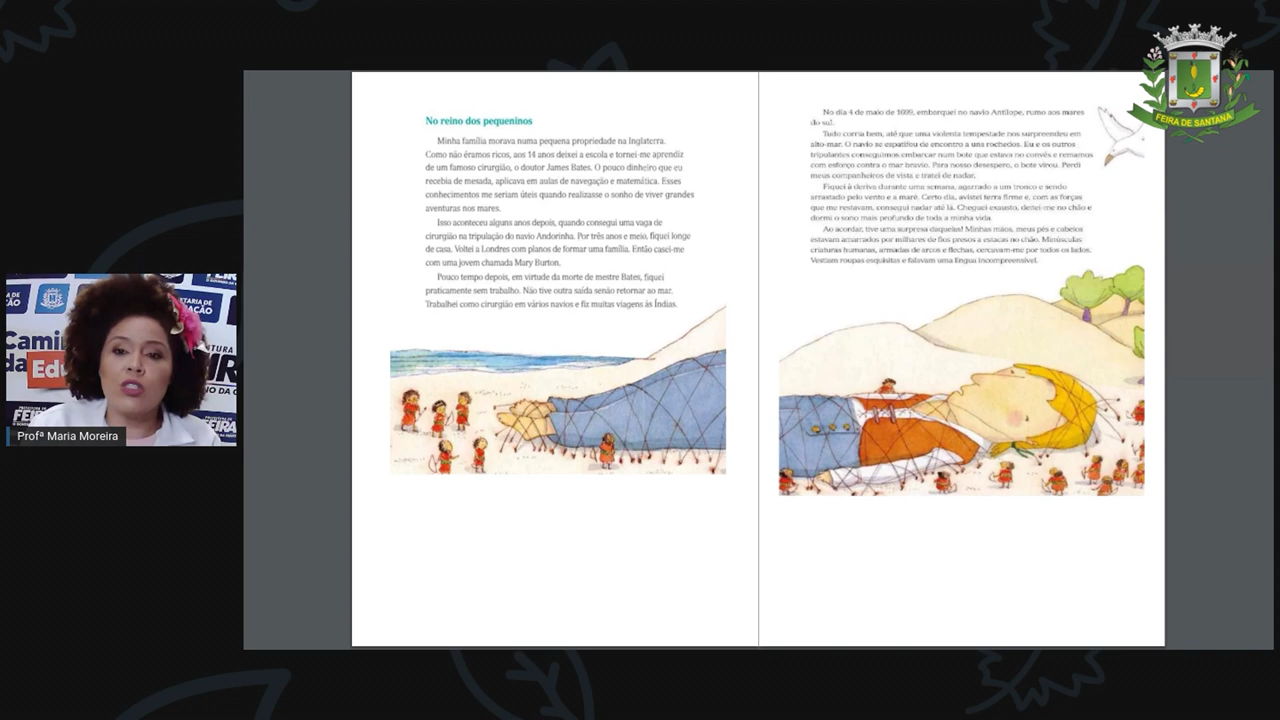 FEIRA DE SANTANA
No reino dos pequeninos
Minha família morava numa pequena propriedade na Inglaterra.
Como não éramos ricos, aos 14 anos deixei a escola e tornei-me aprendiz
de um famoso cirurgião, o doutor James Bates. O pouco dinheiro que eu
recebia de mesada, aplicava em aulas de navegação e matemática. Esses
conhecimentos me seriam úteis quando realizasse o sonho de viver grandes
aventuras nos mares.
Isso aconteceu alguns anos depois, quando consegui uma vaga de
cirurgião na tripulação do navio Andorinha. Por três anos e meio, fiquei longe
de casa. Voltei a Londres com planos de formar uma família. Então casei-me
com uma jovem chamada Mary Burton.
Pouco tempo depois, em virtude da morte de mestre Bates, fiquei
praticamente sem trabalho. Não tive outra saída senão retornar ao mar.
Trabalhei como cirurgião em vários navios e fiz muitas viagens às Índias.
No dia 4 de maio de 1699, embarquei no navio Antílope, rumo aos mares
do sul.
Tudo corria bem, até que uma violenta tempestade nos surpreendeu em
alto-mar. O navio se espatifou de encontro a uns rochedos. Eu e os outros
tripulantes conseguimos embarcar num bote que estava no convés e remamos
com esforço contra o mar bravio. Para nosso desespero, o bote virou. Perdi
meus companheiros de vista e tratei de nadar.
Fiquei à deriva durante uma semana, agarrado a um tronco e sendo
arrastado pelo vento e a maré. Certo dia, avistei terra firme e, com as forças
que me restavam, consegui nadar até lá. Cheguei exausto, deitei-me no chão e
dormi o sono mais profundo de toda a minha vida.
Ao acordar, tive uma surpresa daquelas! Minhas mãos, meus pés e cabelos
estavam amarrados por milhares de fios presos a estacas no chão. Minúsculas
criaturas humanas, armadas de arcos e flechas, cercavam-me por todos os lados.
Vestiam roupas esquisitas e falavam uma língua incompreensível.
Profª Maria Moreira